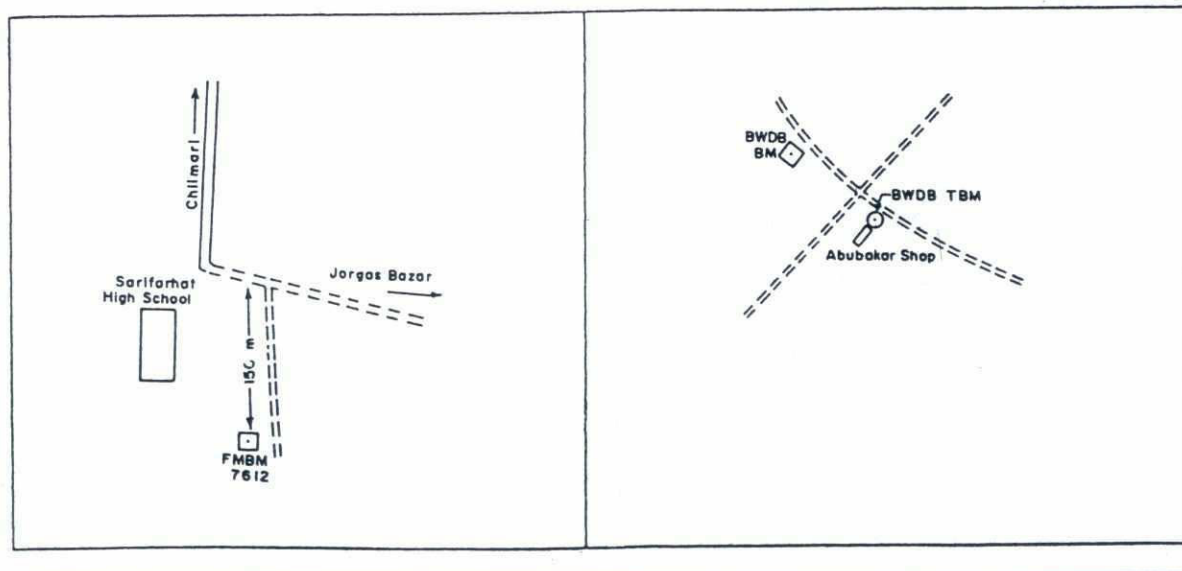 Chilmari
Sarifarhat
High School
Jorgas Bazar
150 m
FMBM
7612
BWDB
BM
BWDB TBM
Abubakar Shop